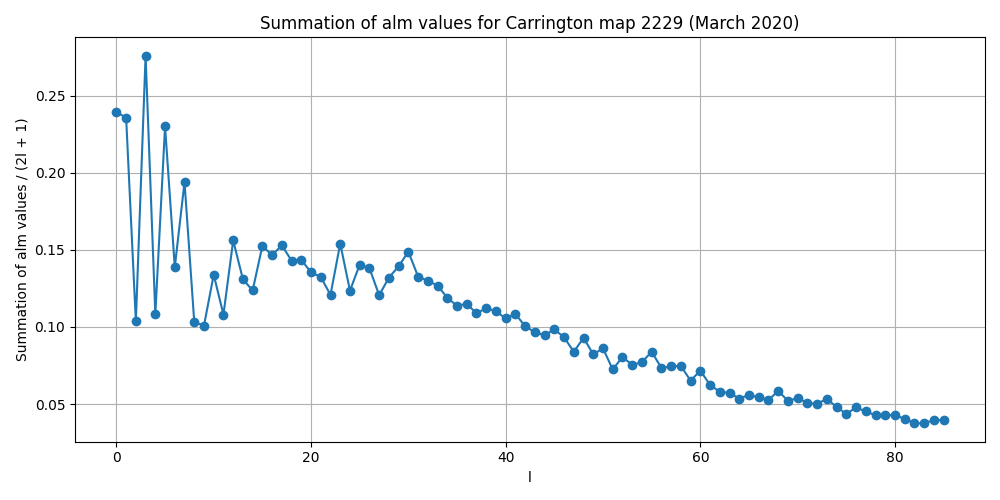 Summation of alm values for Carrington map 2229 (March 2020)
Summation of alm values / (2l + 1)
0.25
0.20
0.15
0.10
0.05
0 20 40 60 80
l